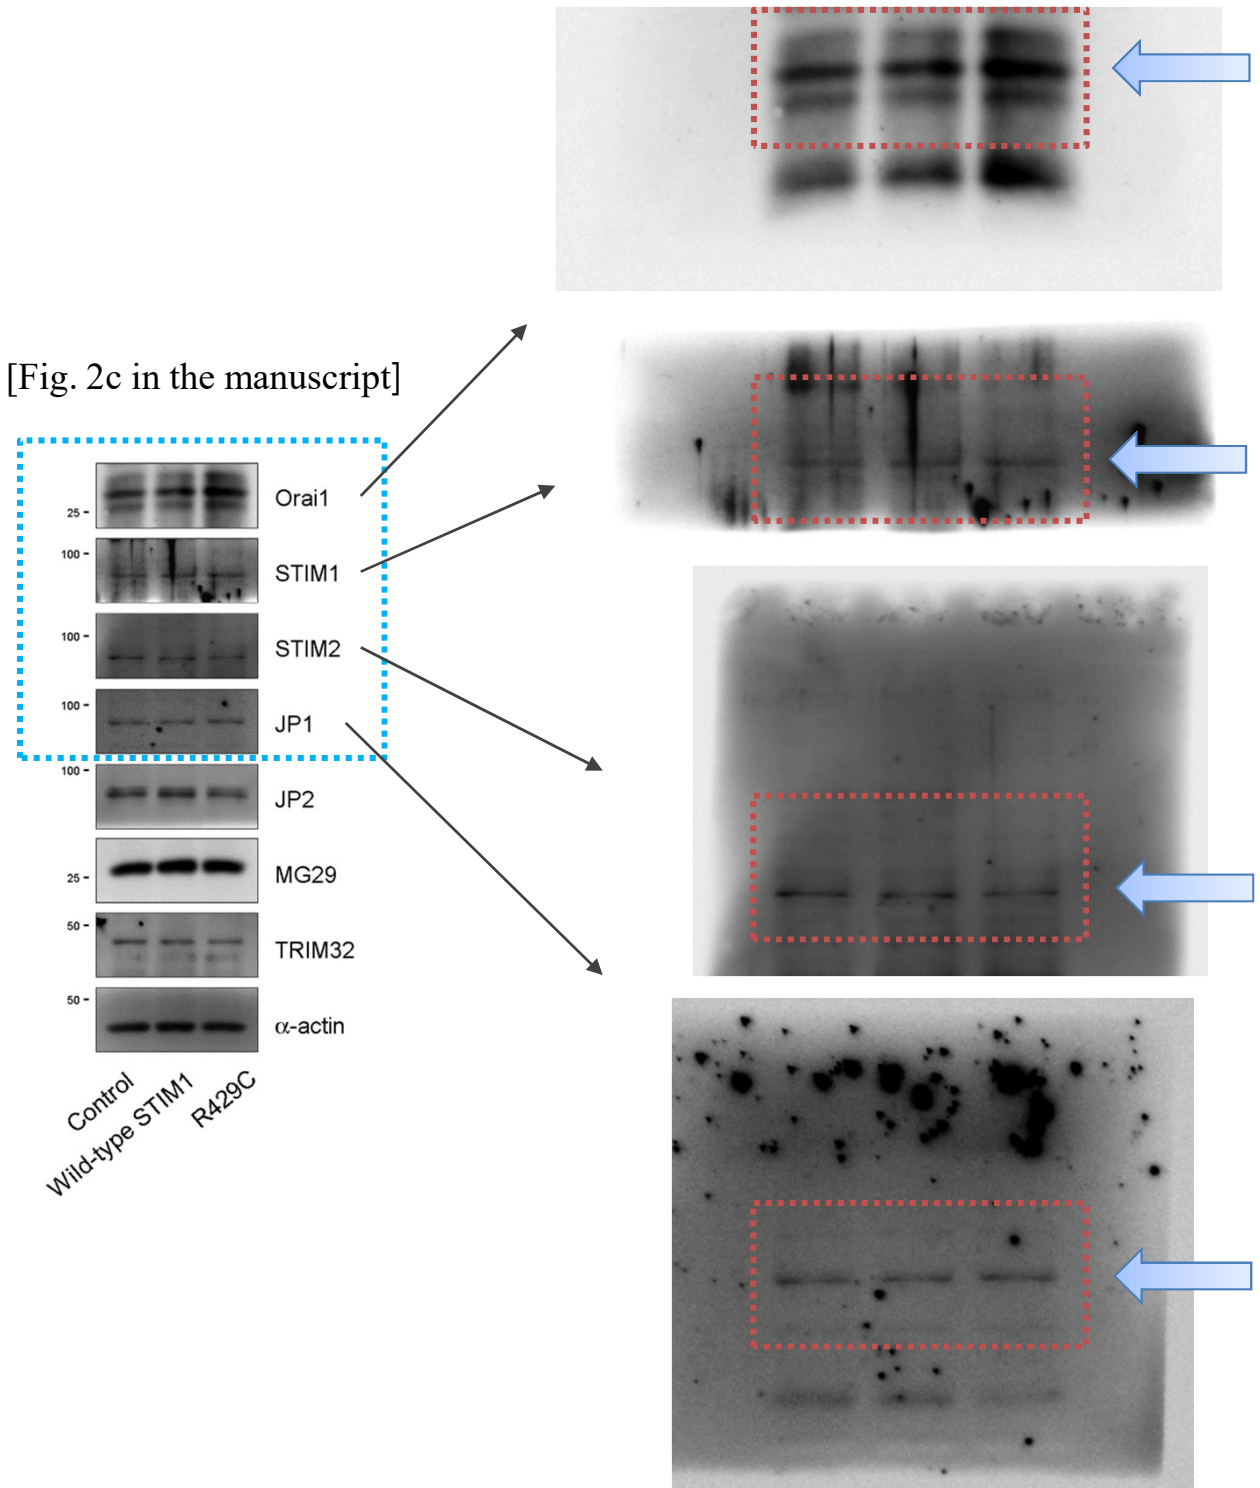 [Fig. 2c in the manuscript]
25 -
Orai1
100 -
STIM1
100 -
STIM2
100 -
JP1
100 -
JP2
25 -
MG29
50 -
TRIM32
50 -
α-actin
Control
Wild-type STIM1
R429C